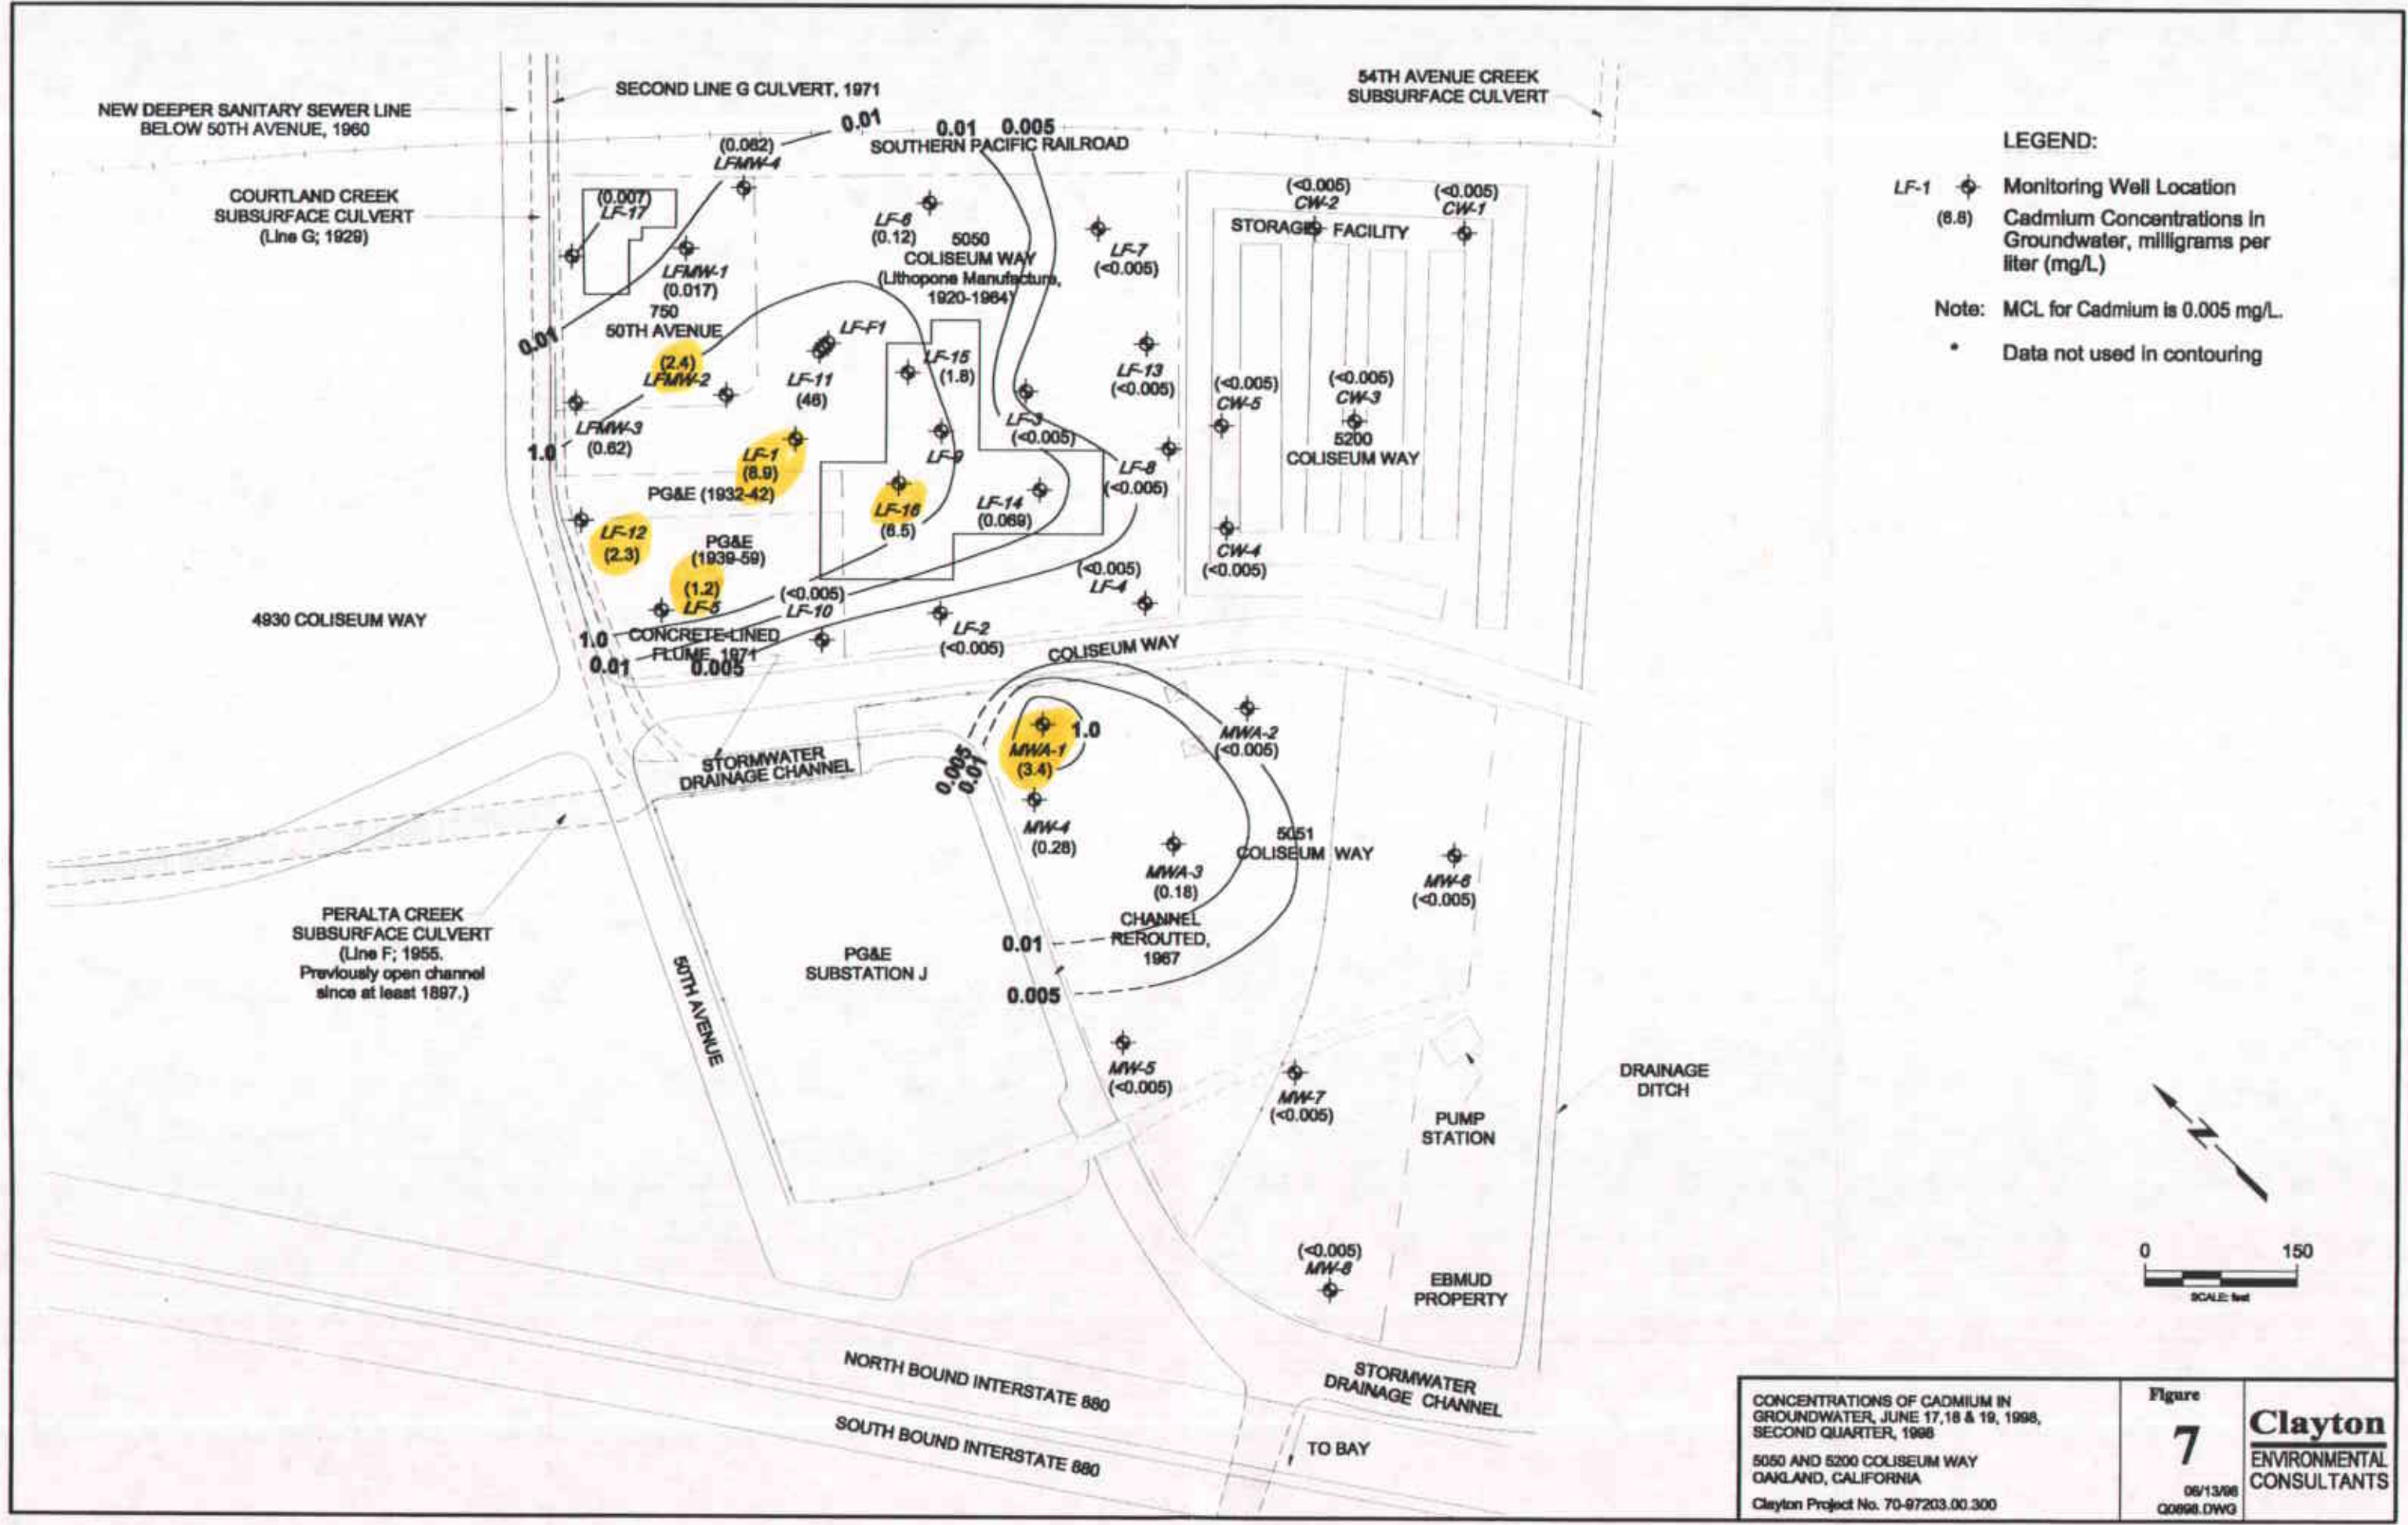 NEW DEEPER SANITARY SEWER LINE
BELOW 50TH AVENUE, 1960
SECOND LINE G CULVERT, 1971
54TH AVENUE CREEK
SUBSURFACE CULVERT
0.01
0.01
0.005
SOUTHERN PACIFIC RAILROAD
COURTLAND CREEK
SUBSURFACE CULVERT
(Line G; 1929)
(0.062)
LFMW-4
(0.007)
LF-17
LFMW-1
(0.017)
750
50TH AVENUE
LF-6
(0.12)
5050
COLISEUM WAY
(Lithopone Manufacture,
1920-1964)
LF-7
(<0.005)
(<0.005)
CW-2
(<0.005)
CW-1
STORAGE FACILITY
0.01
(2.4)
LFMW-2
LF-F1
LF-11
(46)
LF-15
(1.8)
LF-13
(<0.005)
(<0.005)
CW-5
(<0.005)
CW-3
5200
COLISEUM WAY
LFMW-3
(0.62)
1.0
LF-1
(8.9)
PG&E (1932-42)
LF-9
LF-3
(<0.005)
LF-8
(<0.005)
LF-16
(6.5)
LF-14
(0.069)
LF-12
(2.3)
PG&E
(1939-59)
(1.2)
LF-5
(<0.005)
LF-10
CW-4
(<0.005)
(<0.005)
LF-4
LF-2
(<0.005)
4930 COLISEUM WAY
1.0
CONCRETE-LINED
FLUME, 1971
0.01
0.005
COLISEUM WAY
STORMWATER
DRAINAGE CHANNEL
0.005
0.01
1.0
MWA-1
(3.4)
MWA-2
(<0.005)
MW-4
(0.28)
MWA-3
(0.18)
5051
COLISEUM WAY
MW-6
(<0.005)
CHANNEL
REROUTED,
1967
0.01
0.005
PERALTA CREEK
SUBSURFACE CULVERT
(Line F; 1955.
Previously open channel
since at least 1897.)
50TH AVENUE
PG&E
SUBSTATION J
MW-5
(<0.005)
MW-7
(<0.005)
PUMP
STATION
DRAINAGE
DITCH
(<0.005)
MW-8
EBMUD
PROPERTY
NORTH BOUND INTERSTATE 880
SOUTH BOUND INTERSTATE 880
STORMWATER
DRAINAGE CHANNEL
TO BAY
LEGEND:
LF-1 Monitoring Well Location
(6.8) Cadmium Concentrations in
Groundwater, milligrams per
liter (mg/L)
Note: MCL for Cadmium is 0.005 mg/L.
* Data not used in contouring
N
0 150
SCALE: feet
CONCENTRATIONS OF CADMIUM IN
GROUNDWATER, JUNE 17,18 & 19, 1998,
SECOND QUARTER, 1998
5050 AND 5200 COLISEUM WAY
OAKLAND, CALIFORNIA
Clayton Project No. 70-97203.00.300
Figure
7
08/13/98
Q0898.DWG
Clayton
ENVIRONMENTAL
CONSULTANTS